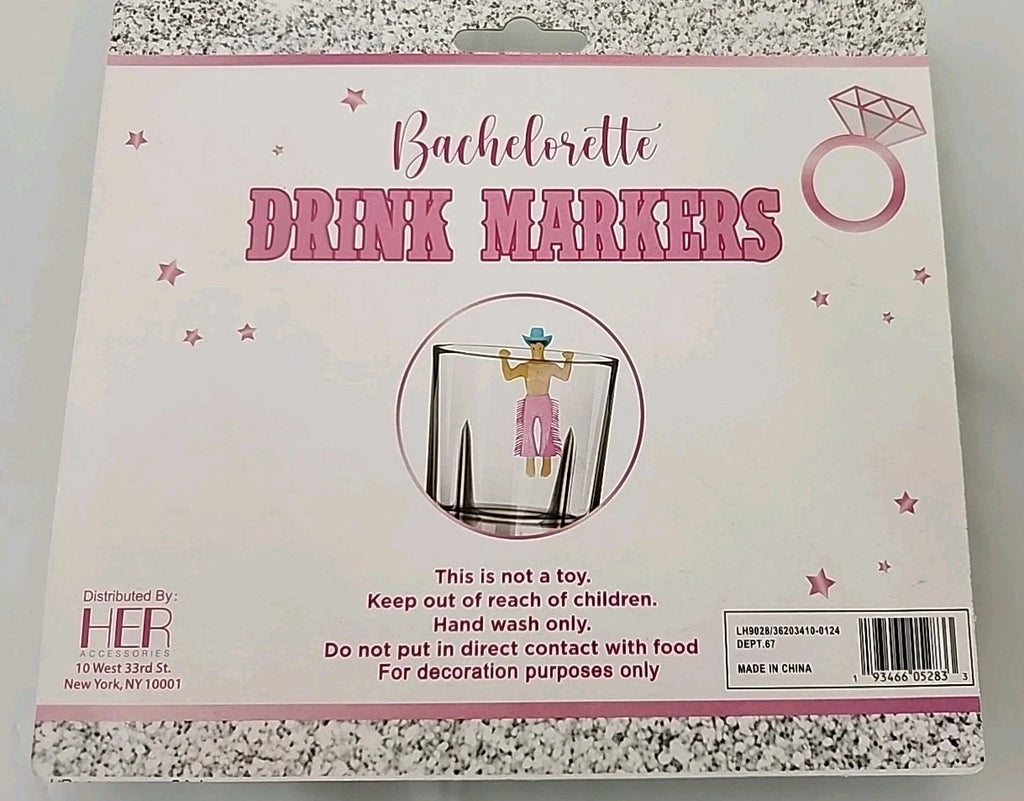 Bachelorette
DRINK MARKERS
This is not a toy.
Keep out of reach of children.
Hand wash only.
Do not put in direct contact with food
For decoration purposes only
Distributed By:
HER
ACCESSORIES
10 West 33rd St.
New York, NY 10001
LH9028/36203410-0124
DEPT.67
MADE IN CHINA
1 93466 05283 3